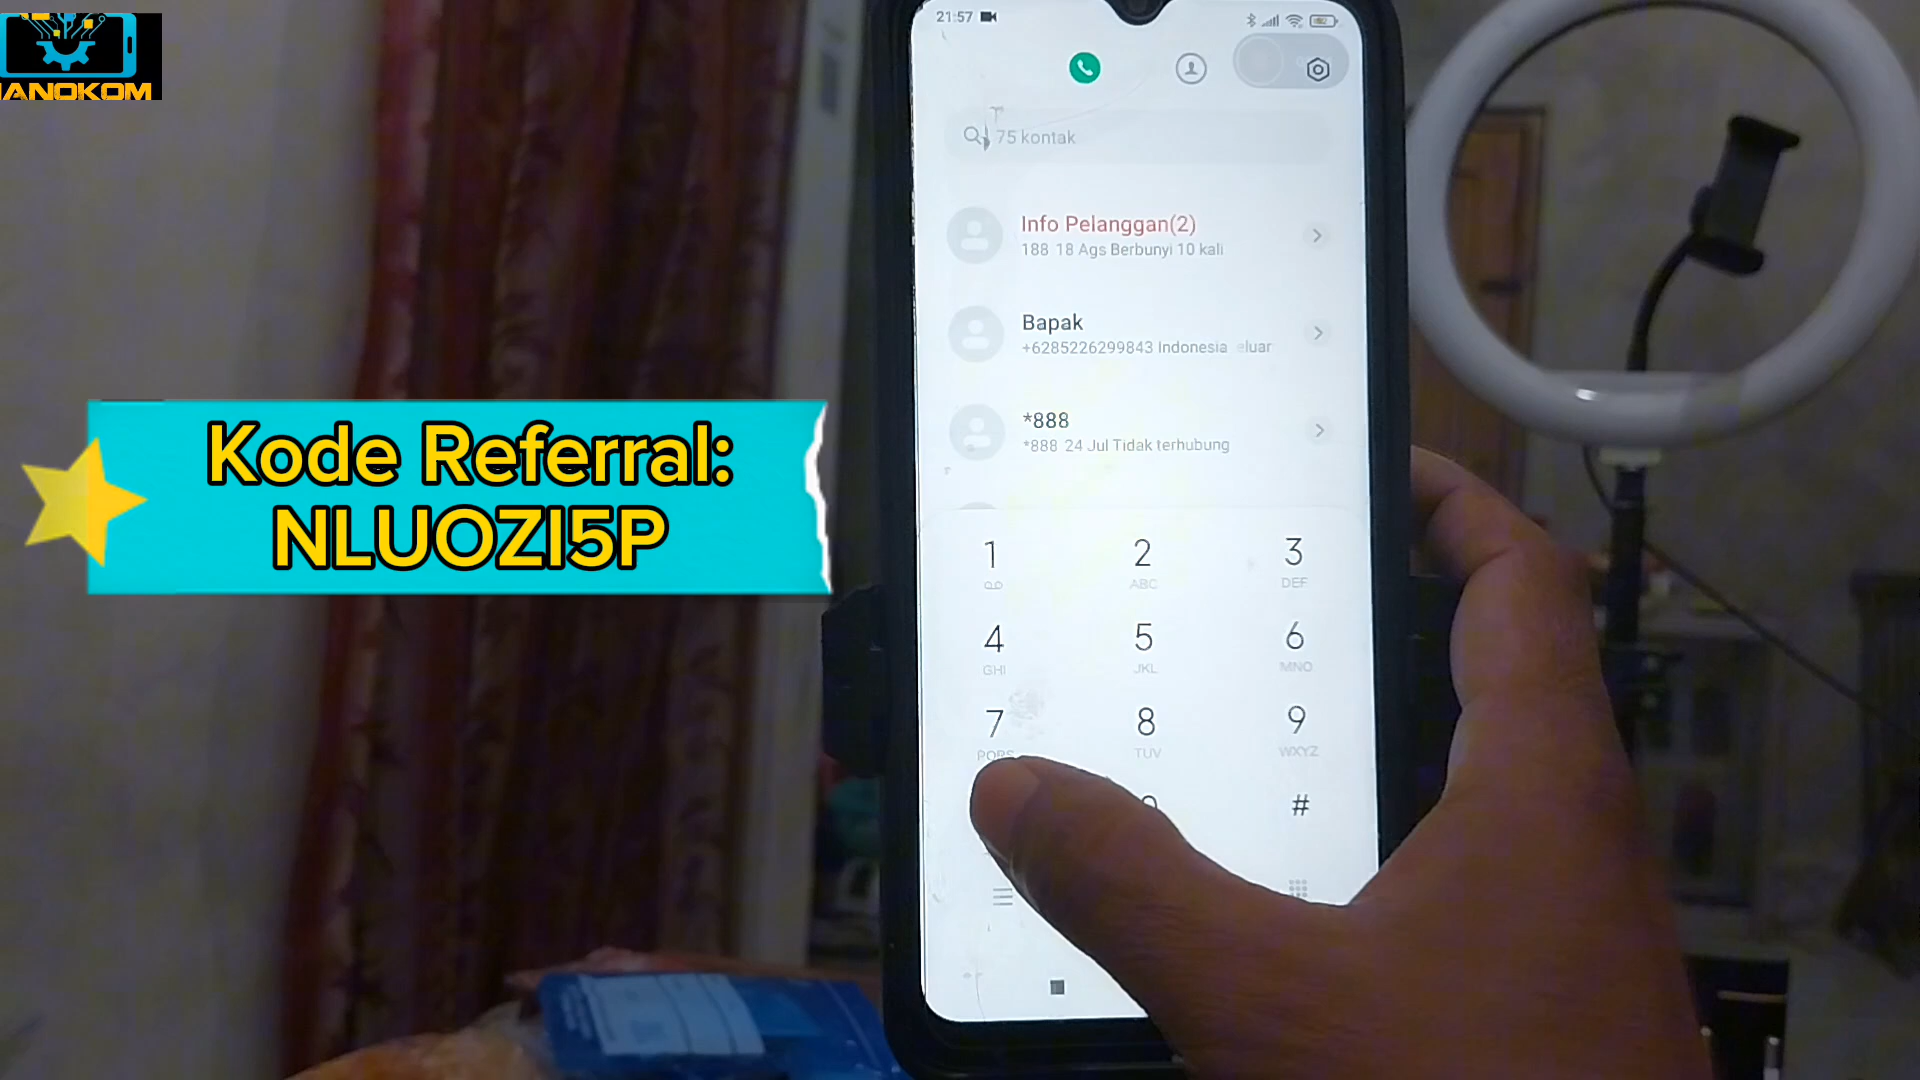 ANOKOM
Kode Referral:
NLUOZI5P
21:57
75 kontak
Info Pelanggan(2)
188 18 Ags Berbunyi 10 kali
Bapak
+6285226299843 Indonesia eluar
*888
*888 24 Jul Tidak terhubung
1
2 ABC
3 DEF
4 GHI
5 JKL
6 MNO
7 PQRS
8 TUV
9 WXYZ
#